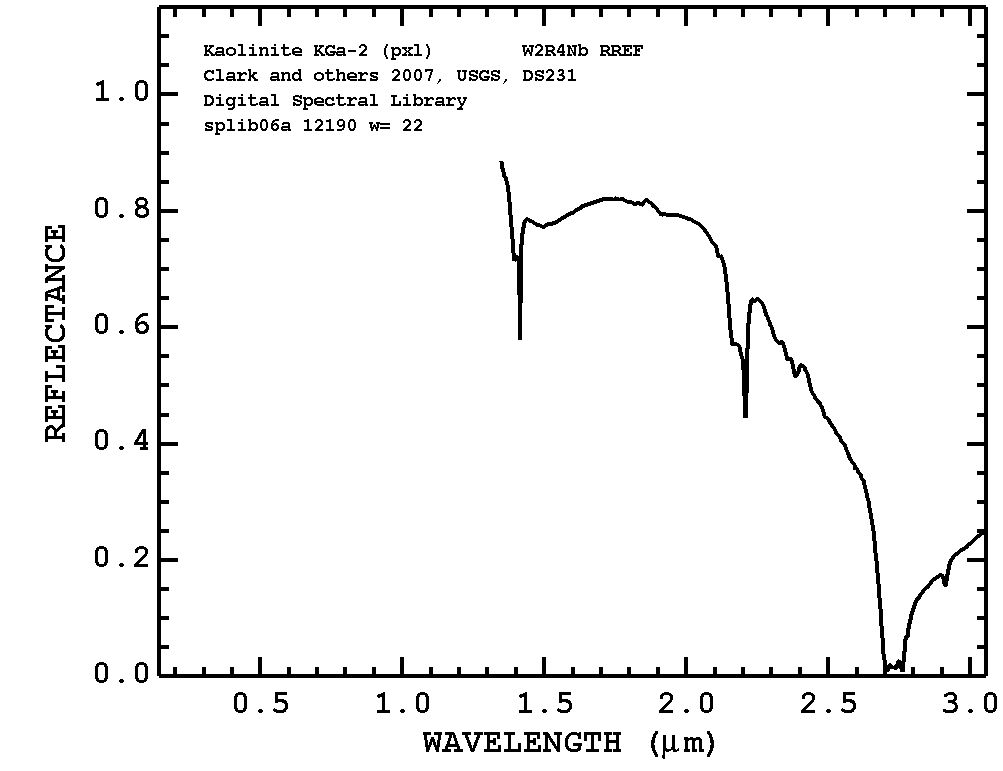 Kaolinite KGa-2 (pxl) W2R4Nb RREF
Clark and others 2007, USGS, DS231
Digital Spectral Library
splib06a 12190 w= 22
REFLECTANCE
1.0
0.8
0.6
0.4
0.2
0.0
0.5 1.0 1.5 2.0 2.5 3.0
WAVELENGTH (μm)